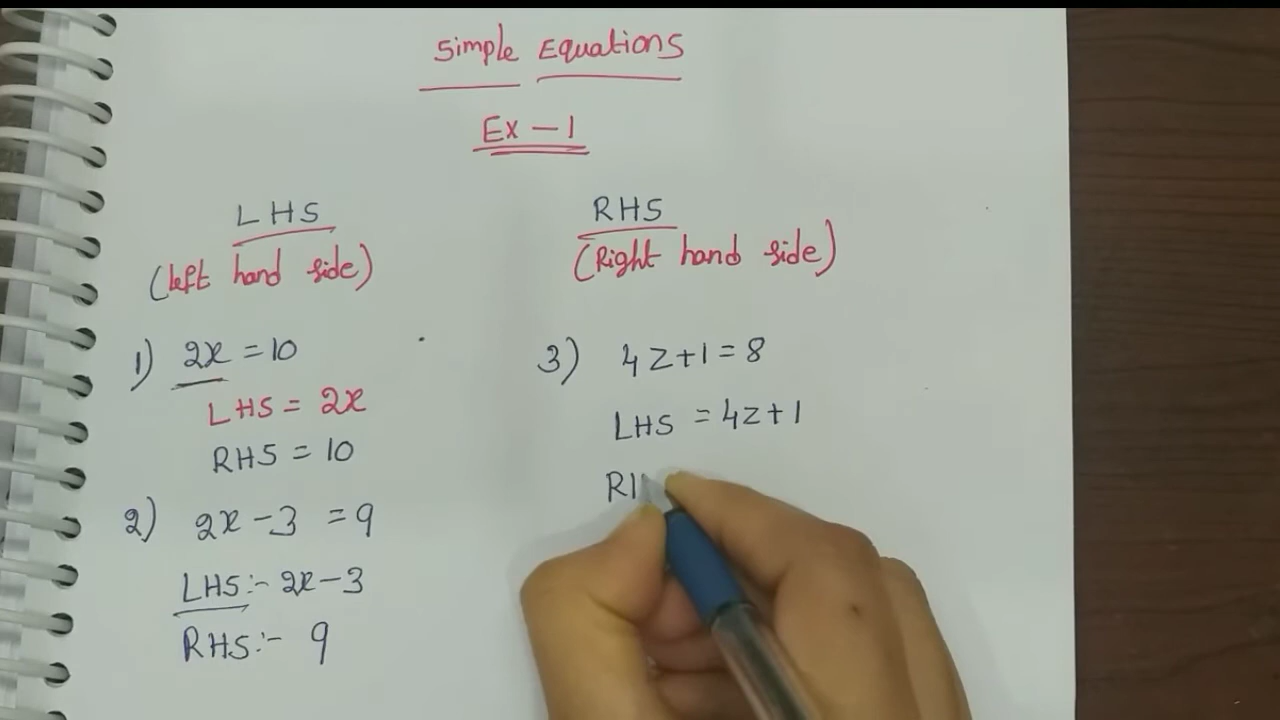 Simple Equations
Ex - 1
LHS
(left hand side)
RHS
(Right hand side)
1) 2x = 10
LHS = 2x
RHS = 10
2) 2x - 3 = 9
LHS :- 2x - 3
RHS :- 9
3) 4z + 1 = 8
LHS = 4z + 1